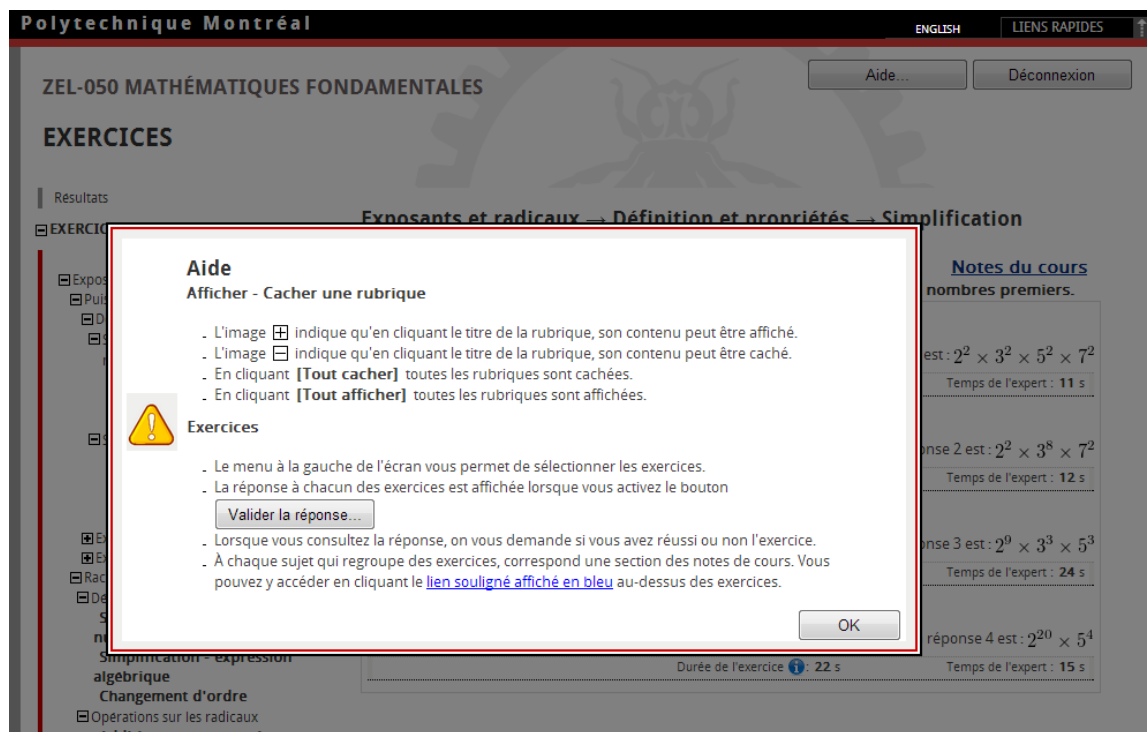 Polytechnique Montréal
ENGLISH
LIENS RAPIDES
ZEL-050 MATHÉMATIQUES FONDAMENTALES
Aide...
Déconnexion
EXERCICES
Résultats
Exposants et radicaux → Définition et propriétés → Simplification
Notes du cours
nombres premiers.
Aide
Afficher - Cacher une rubrique
L'image ⊞ indique qu'en cliquant le titre de la rubrique, son contenu peut être affiché.
L'image ⊟ indique qu'en cliquant le titre de la rubrique, son contenu peut être caché.
En cliquant [Tout cacher] toutes les rubriques sont cachées.
En cliquant [Tout afficher] toutes les rubriques sont affichées.
Exercices
Le menu à la gauche de l'écran vous permet de sélectionner les exercices.
La réponse à chacun des exercices est affichée lorsque vous activez le bouton
Valider la réponse...
Lorsque vous consultez la réponse, on vous demande si vous avez réussi ou non l'exercice.
À chaque sujet qui regroupe des exercices, correspond une section des notes de cours. Vous
pouvez y accéder en cliquant le lien souligné affiché en bleu au-dessus des exercices.
OK
est : 2² × 3² × 5² × 7²
Temps de l'expert : 11 s
2 est : 2² × 3⁸ × 7²
Temps de l'expert : 12 s
3 est : 2⁹ × 3³ × 5³
Temps de l'expert : 24 s
réponse 4 est : 2²⁰ × 5⁴
Durée de l'exercice : 22 s
Temps de l'expert : 15 s
Simplification - expression
algébrique
Changement d'ordre
Opérations sur les radicaux